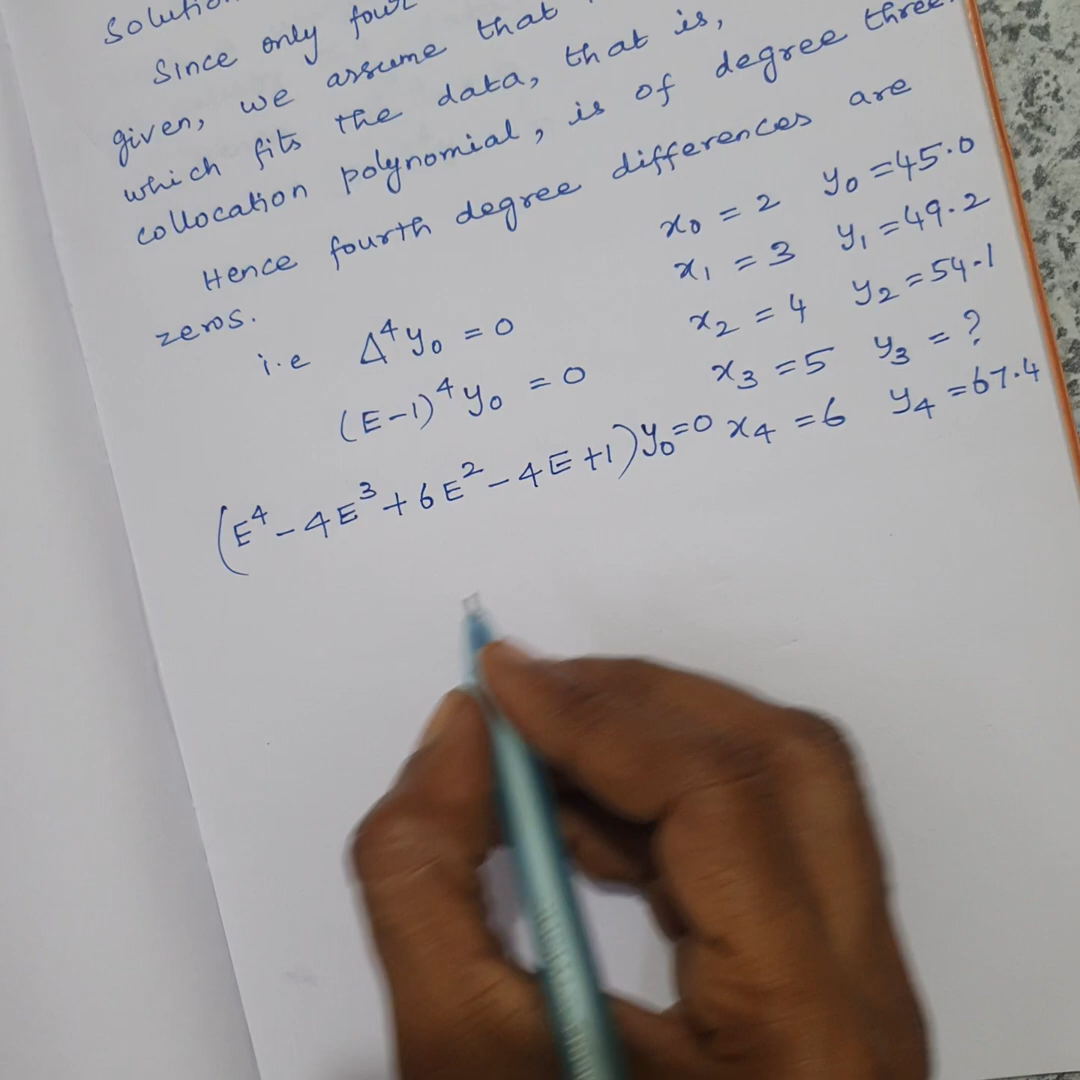 Solution
Since only four
given, we assume that
which fits the data, that is,
collocation polynomial, is of degree three.
Hence fourth degree differences are
zeros.
i.e Δ⁴y₀ = 0
(E-1)⁴y₀ = 0
(E⁴ - 4E³ + 6E² - 4E + 1)y₀ = 0
x₀ = 2 y₀ = 45.0
x₁ = 3 y₁ = 49.2
x₂ = 4 y₂ = 54.1
x₃ = 5 y₃ = ?
x₄ = 6 y₄ = 67.4